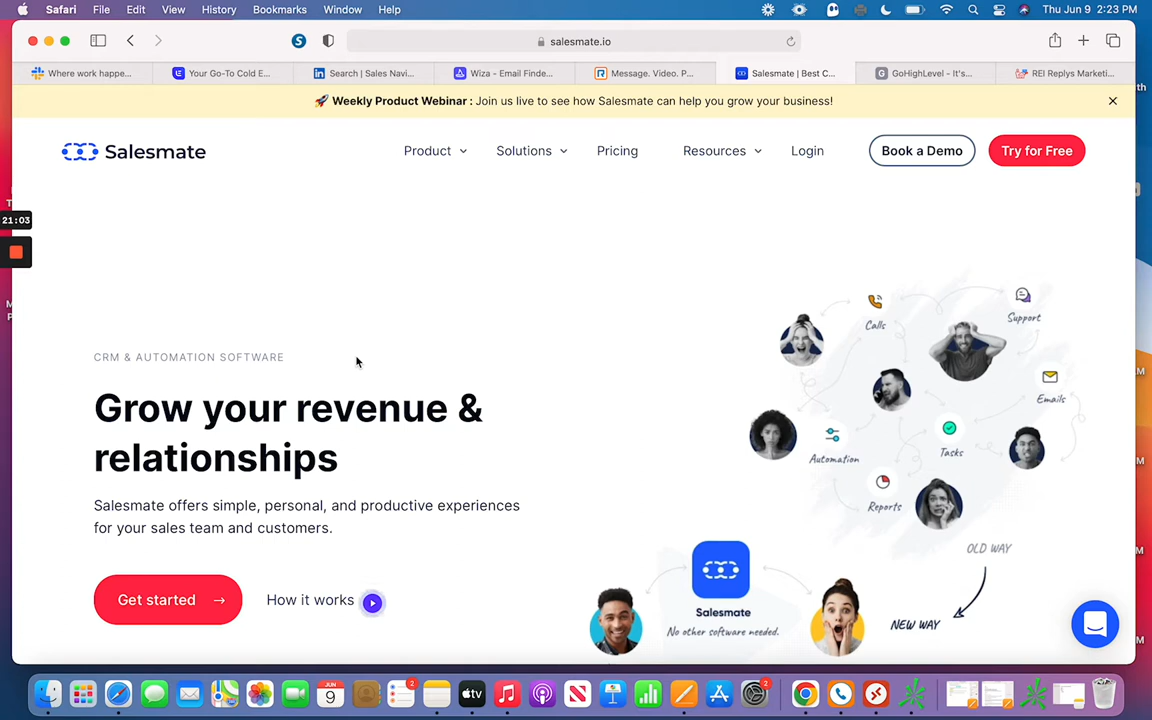 Safari File Edit View History Bookmarks Window Help Thu Jun 9 2:23 PM
salesmate.io
Where work happe...
Your Go-To Cold E...
Search | Sales Navi...
Wiza - Email Finde...
Message. Video. P...
Salesmate | Best C...
GoHighLevel - It's...
REI Replys Marketi...
🚀 Weekly Product Webinar : Join us live to see how Salesmate can help you grow your business!
Salesmate
Product Solutions Pricing Resources Login
Book a Demo
Try for Free
21:03
CRM & AUTOMATION SOFTWARE
Grow your revenue &
relationships
Salesmate offers simple, personal, and productive experiences
for your sales team and customers.
Get started →
How it works
Calls
Support
Emails
Automation
Tasks
Reports
OLD WAY
NEW WAY
Salesmate
No other software needed.
JUN
9
2
tv
2